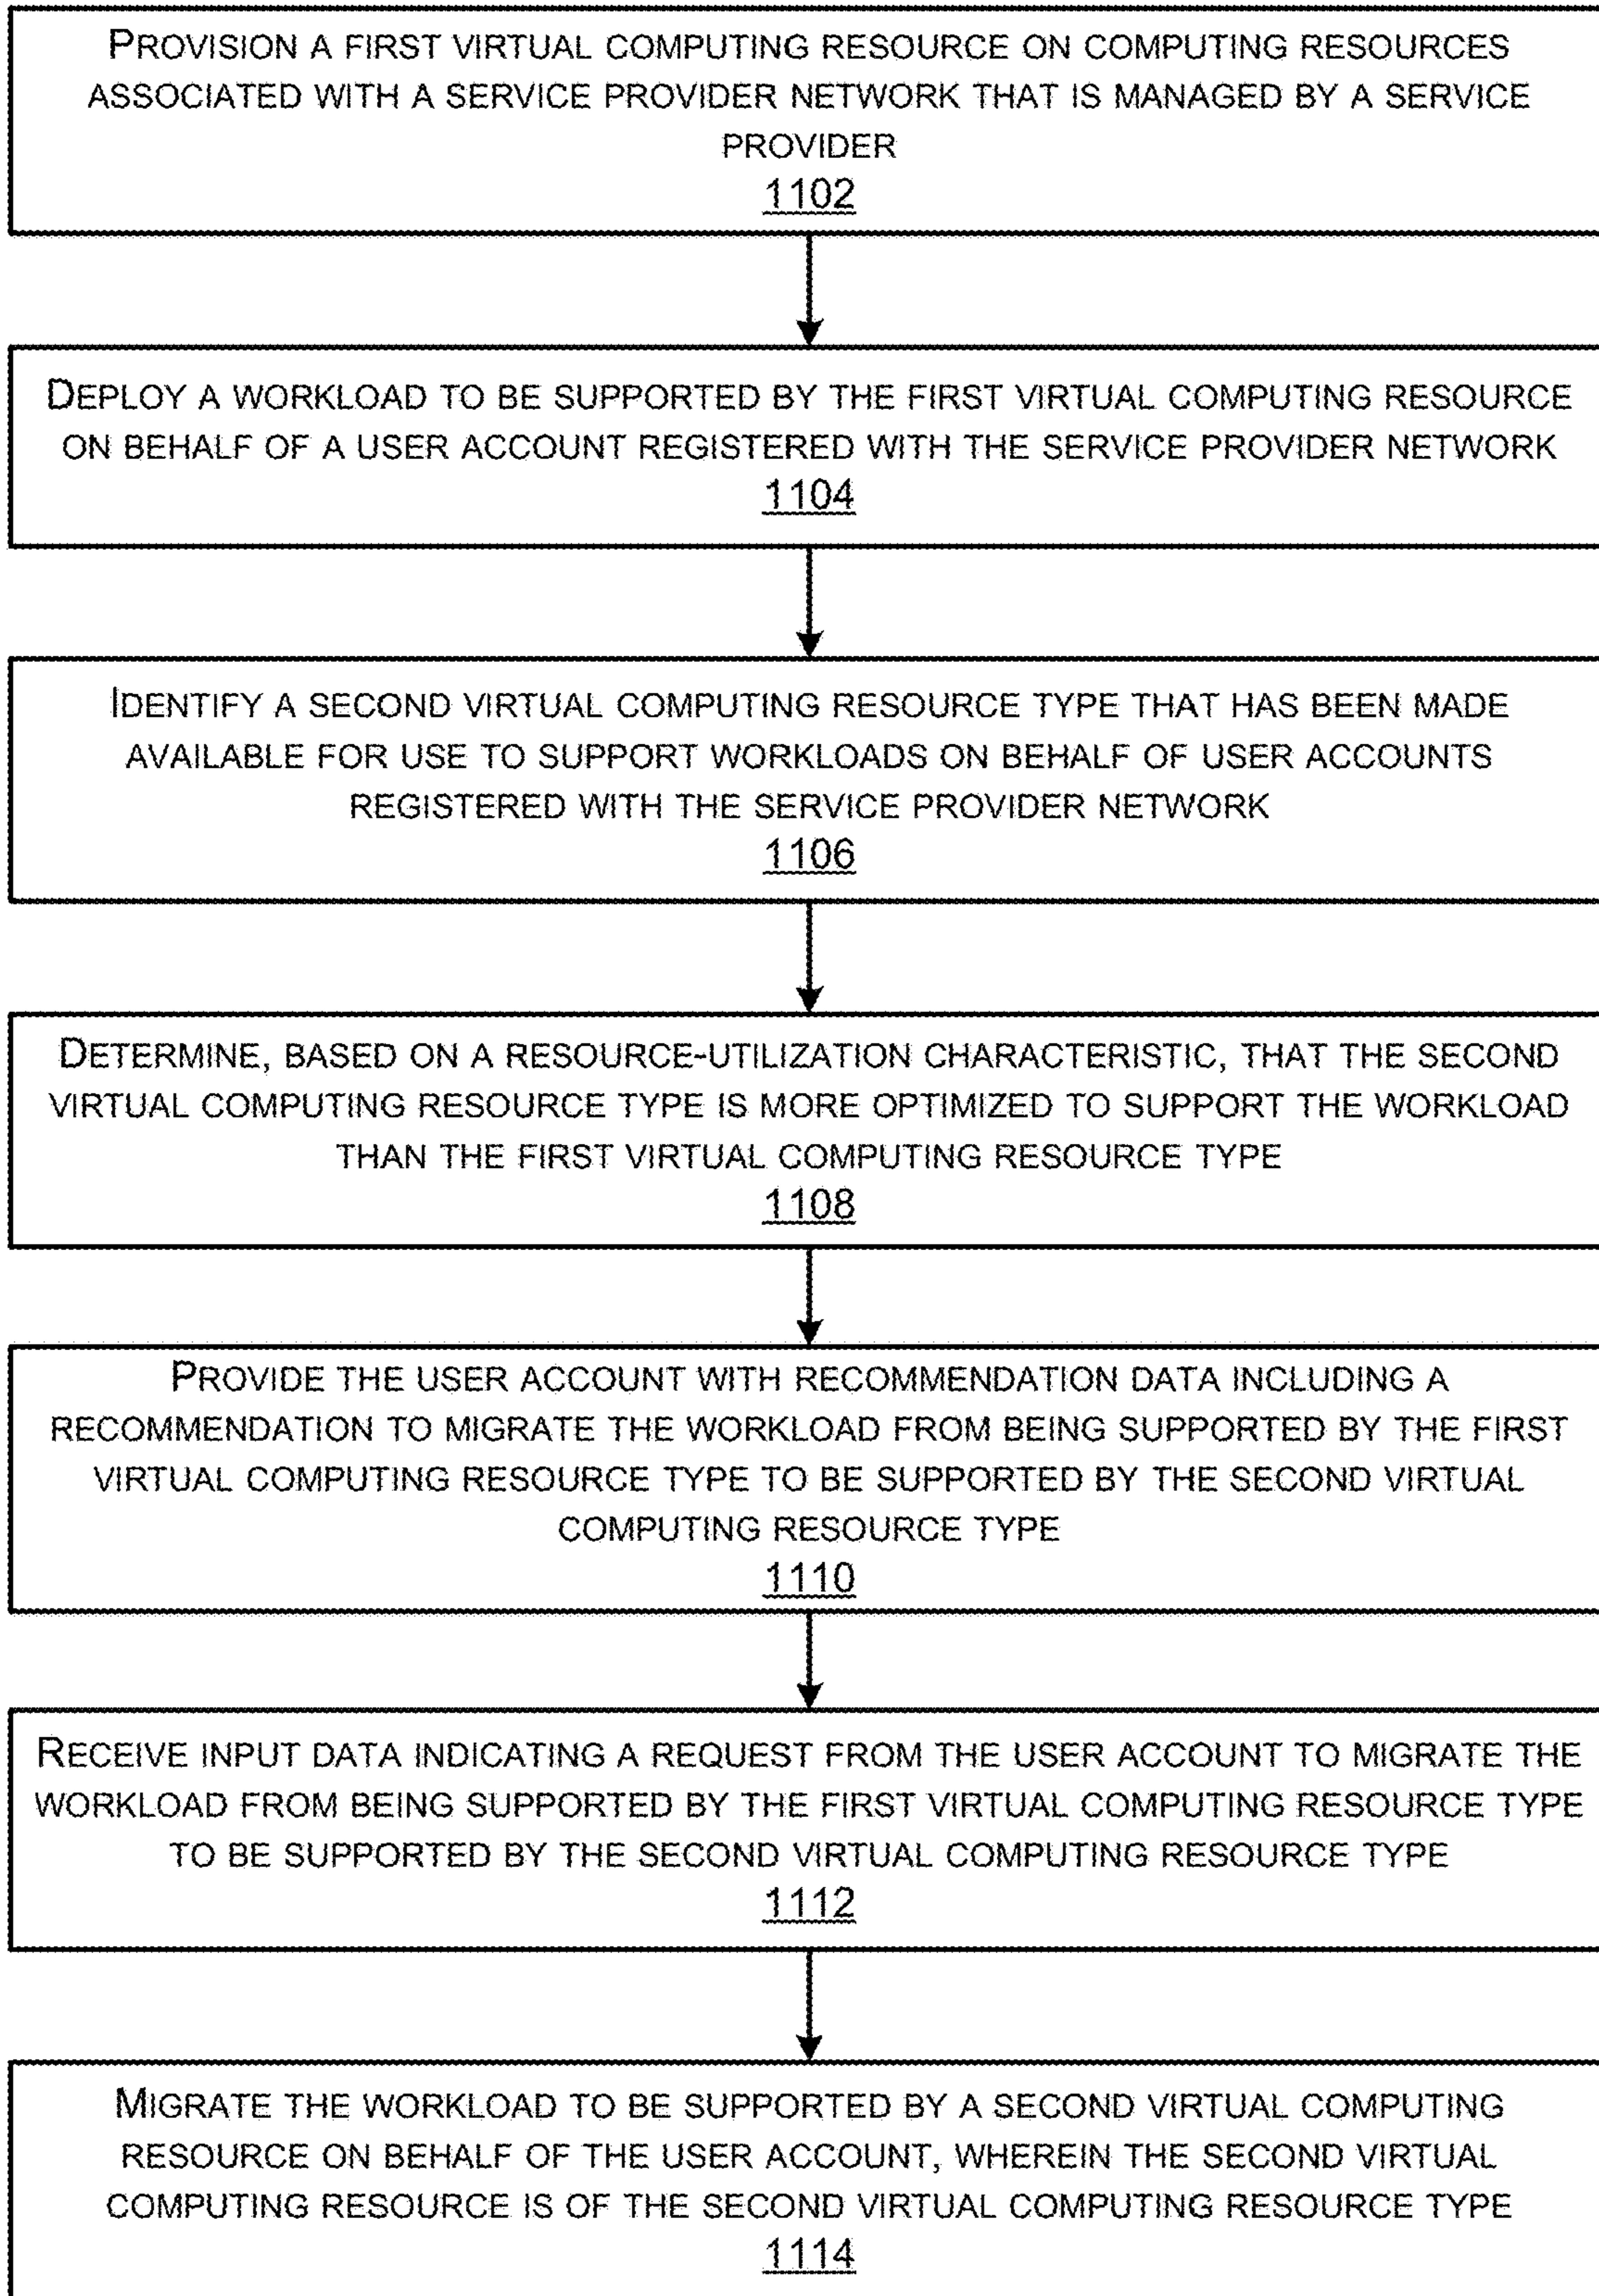 PROVISION A FIRST VIRTUAL COMPUTING RESOURCE ON COMPUTING RESOURCES
ASSOCIATED WITH A SERVICE PROVIDER NETWORK THAT IS MANAGED BY A SERVICE
PROVIDER
1102
DEPLOY A WORKLOAD TO BE SUPPORTED BY THE FIRST VIRTUAL COMPUTING RESOURCE
ON BEHALF OF A USER ACCOUNT REGISTERED WITH THE SERVICE PROVIDER NETWORK
1104
IDENTIFY A SECOND VIRTUAL COMPUTING RESOURCE TYPE THAT HAS BEEN MADE
AVAILABLE FOR USE TO SUPPORT WORKLOADS ON BEHALF OF USER ACCOUNTS
REGISTERED WITH THE SERVICE PROVIDER NETWORK
1106
DETERMINE, BASED ON A RESOURCE-UTILIZATION CHARACTERISTIC, THAT THE SECOND
VIRTUAL COMPUTING RESOURCE TYPE IS MORE OPTIMIZED TO SUPPORT THE WORKLOAD
THAN THE FIRST VIRTUAL COMPUTING RESOURCE TYPE
1108
PROVIDE THE USER ACCOUNT WITH RECOMMENDATION DATA INCLUDING A
RECOMMENDATION TO MIGRATE THE WORKLOAD FROM BEING SUPPORTED BY THE FIRST
VIRTUAL COMPUTING RESOURCE TYPE TO BE SUPPORTED BY THE SECOND VIRTUAL
COMPUTING RESOURCE TYPE
1110
RECEIVE INPUT DATA INDICATING A REQUEST FROM THE USER ACCOUNT TO MIGRATE THE
WORKLOAD FROM BEING SUPPORTED BY THE FIRST VIRTUAL COMPUTING RESOURCE TYPE
TO BE SUPPORTED BY THE SECOND VIRTUAL COMPUTING RESOURCE TYPE
1112
MIGRATE THE WORKLOAD TO BE SUPPORTED BY A SECOND VIRTUAL COMPUTING
RESOURCE ON BEHALF OF THE USER ACCOUNT, WHEREIN THE SECOND VIRTUAL
COMPUTING RESOURCE IS OF THE SECOND VIRTUAL COMPUTING RESOURCE TYPE
1114